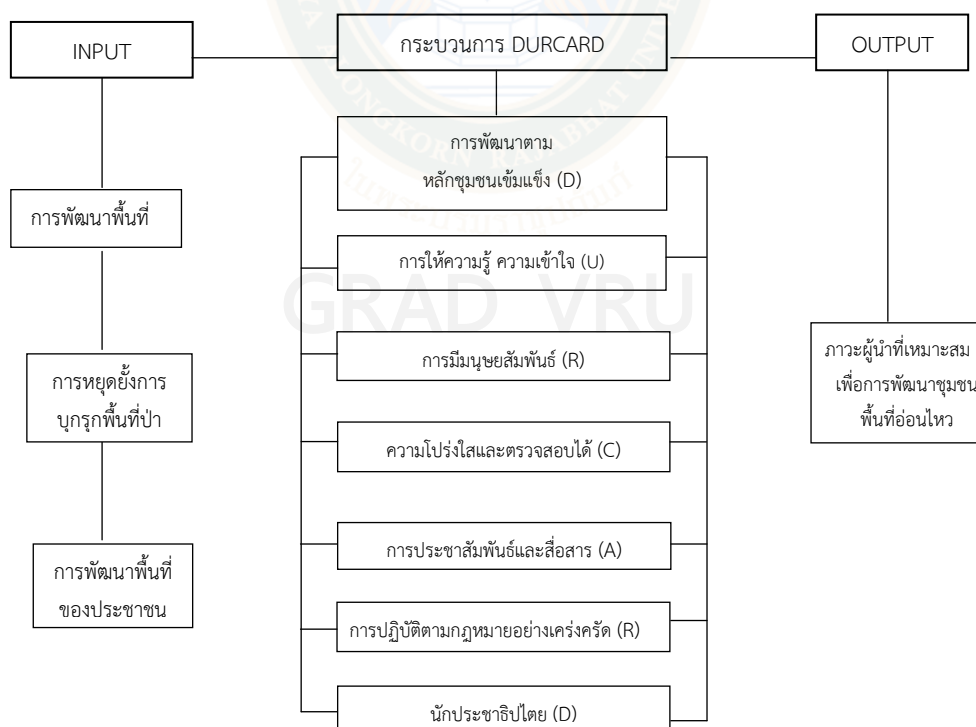 INPUT
กระบวนการ DURCARD
OUTPUT
การพัฒนาตาม
หลักชุมชนเข้มแข็ง (D)
การพัฒนาพื้นที่
การให้ความรู้ ความเข้าใจ (U)
GRAD VRU
การมีมนุษยสัมพันธ์ (R)
ภาวะผู้นำที่เหมาะสม
เพื่อการพัฒนาชุมชน
พื้นที่อ่อนไหว
การหยุดยั้งการ
บุกรุกพื้นที่ป่า
ความโปร่งใสและตรวจสอบได้ (C)
การประชาสัมพันธ์และสื่อสาร (A)
การพัฒนาพื้นที่
ของประชาชน
การปฏิบัติตามกฎหมายอย่างเคร่งครัด (R)
นักประชาธิปไตย (D)